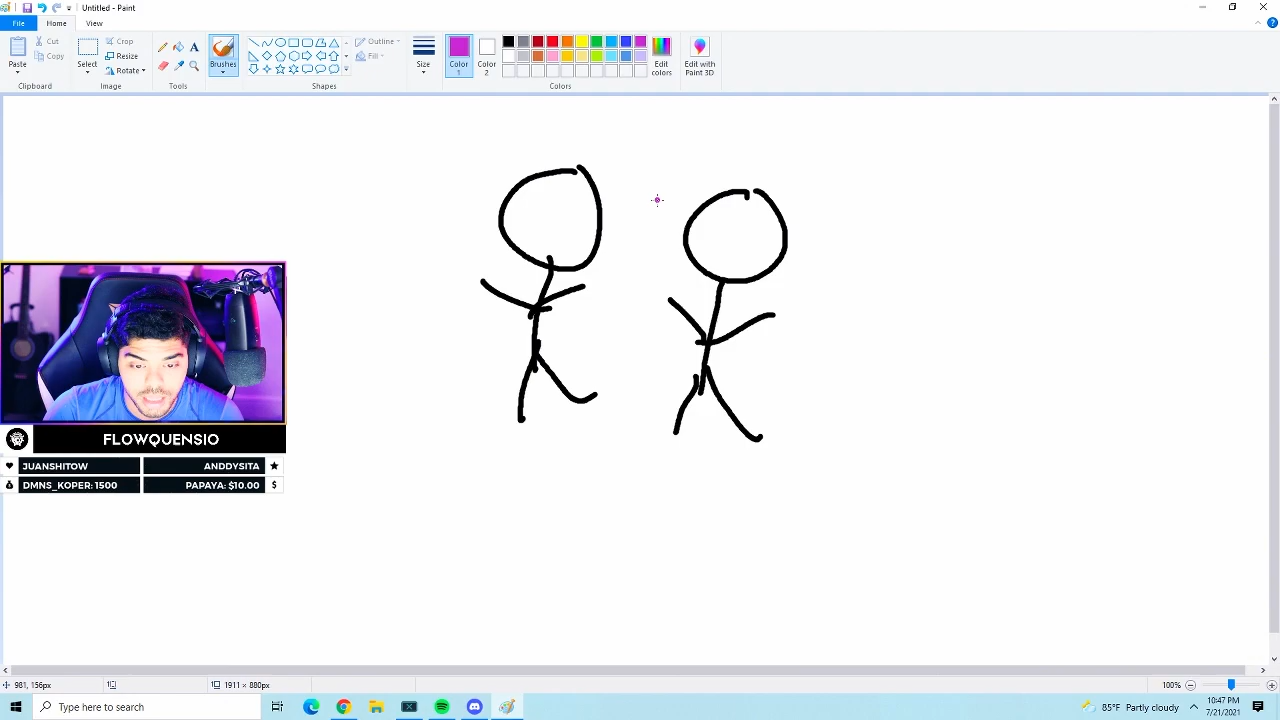 Untitled - Paint
File
Home
View
Paste
Cut
Copy
Clipboard
Select
Crop
Resize
Rotate
Image
A
Tools
Brushes
Outline
Fill
Shapes
Size
Color
1
Color
2
Edit
colors
Colors
Edit with
Paint 3D
FLOWQUENSIO
JUANSHITOW
ANDDYSITA
DMNS_KOPER: 1500
PAPAYA: $10.00
$
981, 156px
1911 × 880px
100%
Type here to search
85°F Partly cloudy
10:47 PM
7/21/2021